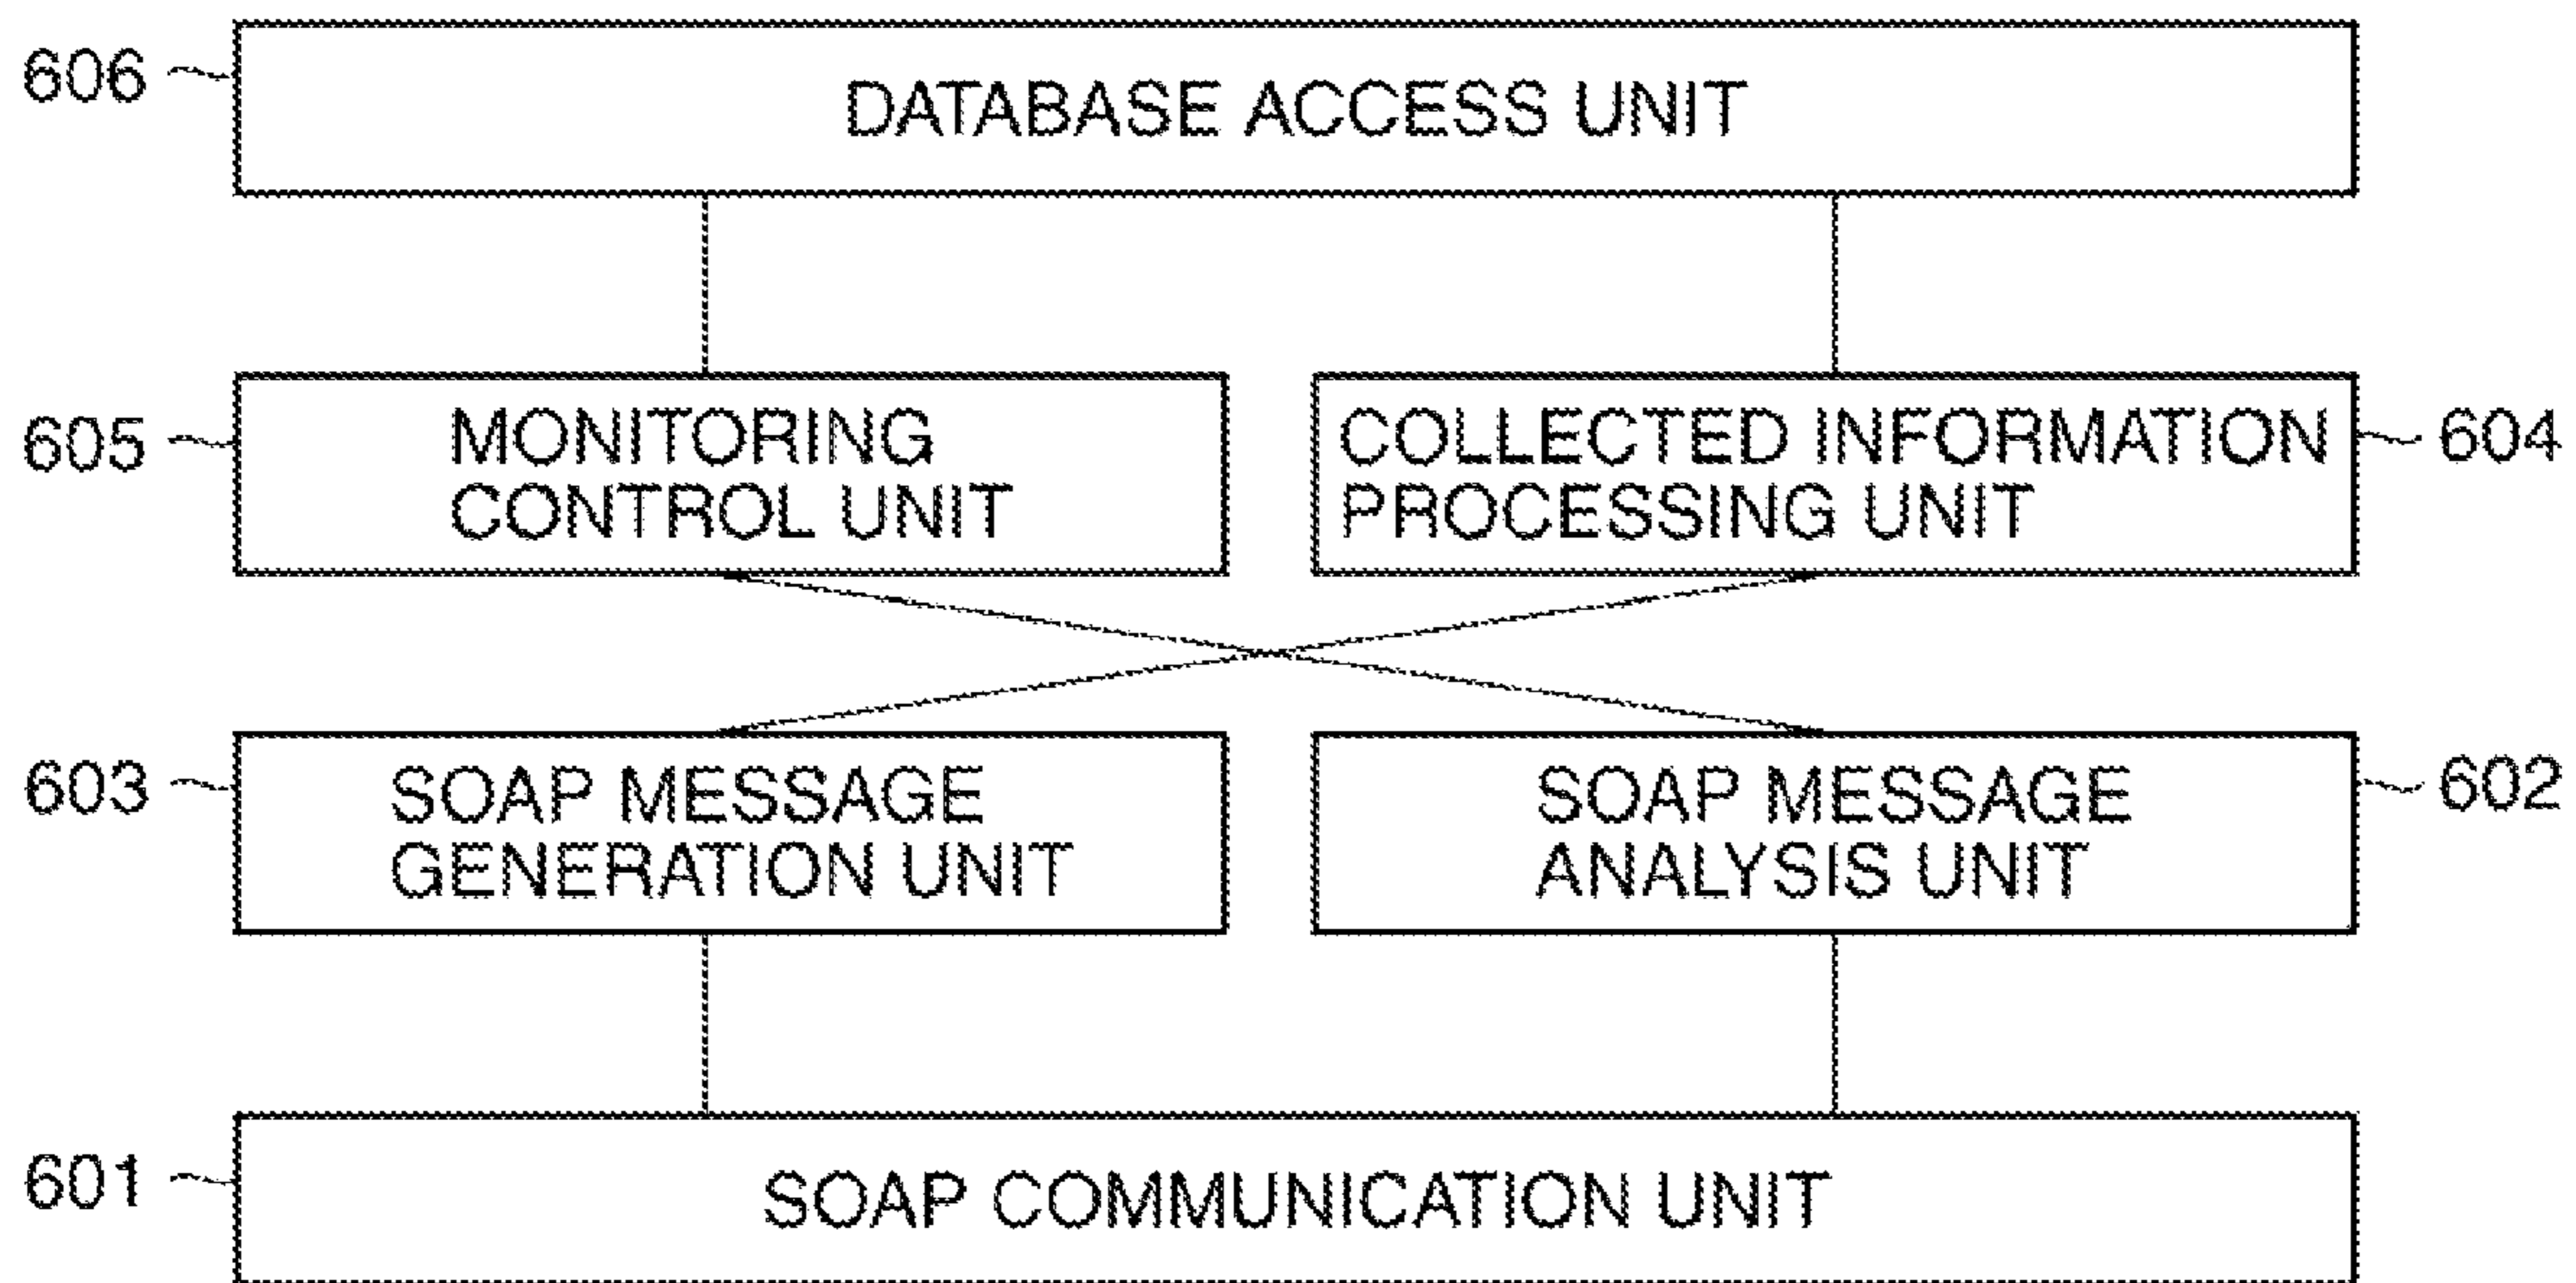 606
DATABASE ACCESS UNIT
605
MONITORING
CONTROL UNIT
COLLECTED INFORMATION
PROCESSING UNIT
604
603
SOAP MESSAGE
GENERATION UNIT
SOAP MESSAGE
ANALYSIS UNIT
602
601
SOAP COMMUNICATION UNIT